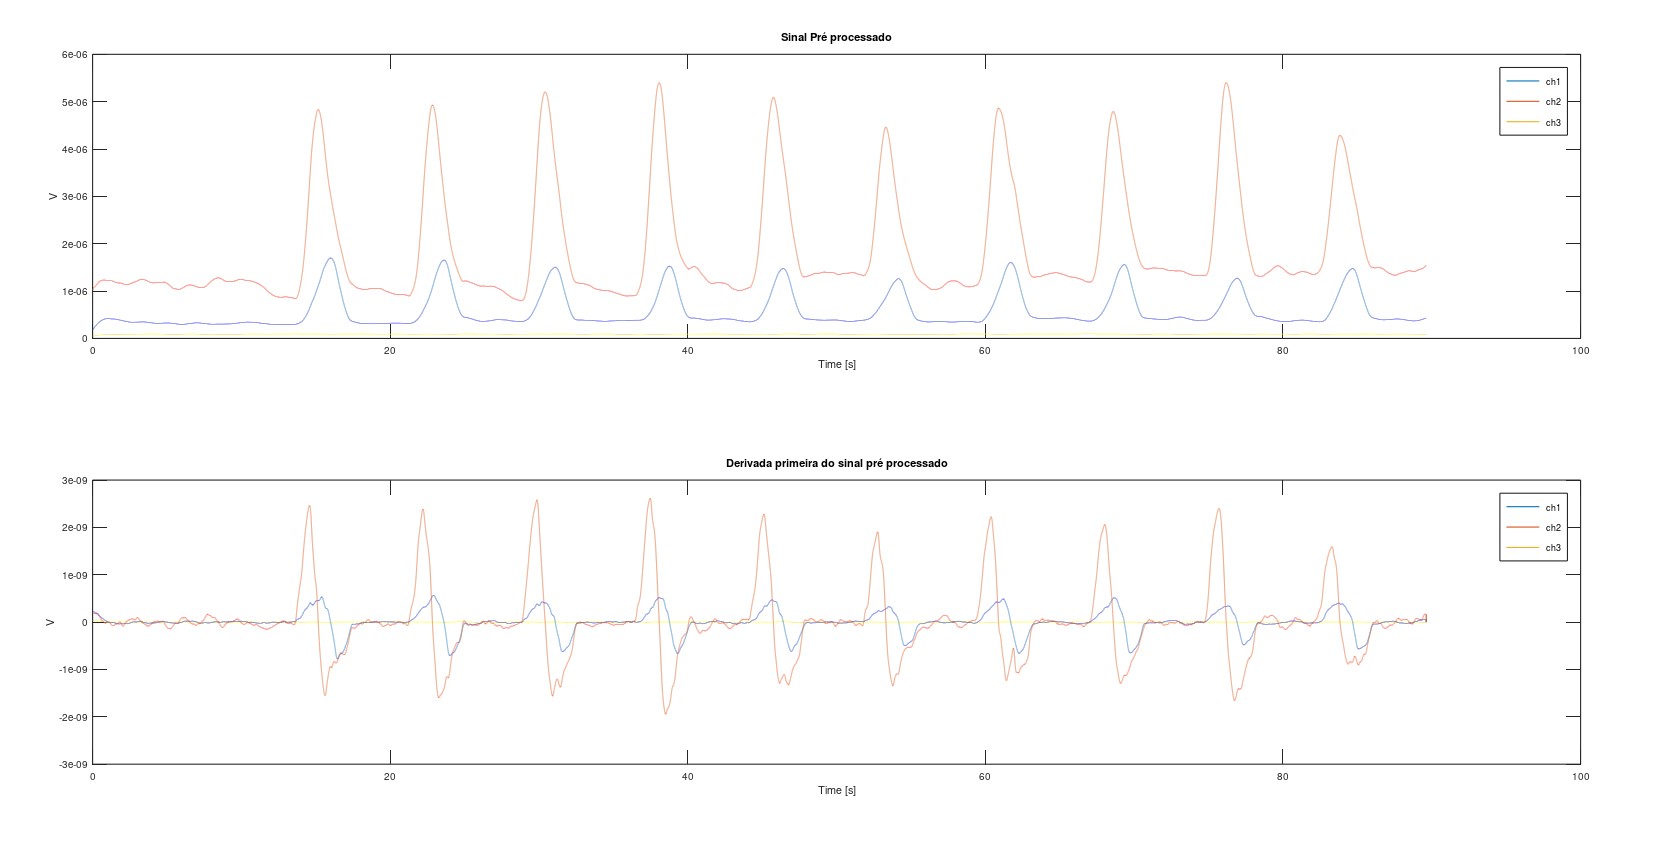 Sinal Pré processado
6e-06
5e-06
4e-06
3e-06
2e-06
1e-06
0
V
0 20 40 60 80 100
Time [s]
ch1
ch2
ch3
Derivada primeira do sinal pré processado
3e-09
2e-09
1e-09
0
-1e-09
-2e-09
-3e-09
V
0 20 40 60 80 100
Time [s]
ch1
ch2
ch3